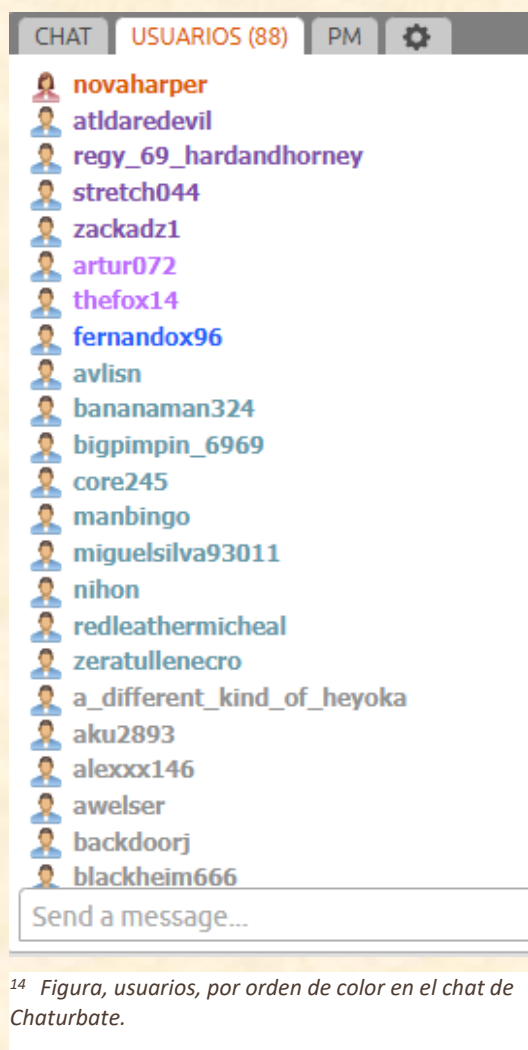 CHAT USUARIOS (88) PM
novaharper
atldaredevil
regy_69_hardandhorney
stretch044
zackadz1
artur072
thefox14
fernandox96
avlisn
bananaman324
bigpimpin_6969
core245
manbingo
miguelsilva93011
nihon
redleathermicheal
zeratullenecro
a_different_kind_of_heyoka
aku2893
alexxx146
awelser
backdoorj
blackheim666
Send a message...
14 Figura, usuarios, por orden de color en el chat de
Chaturbate.